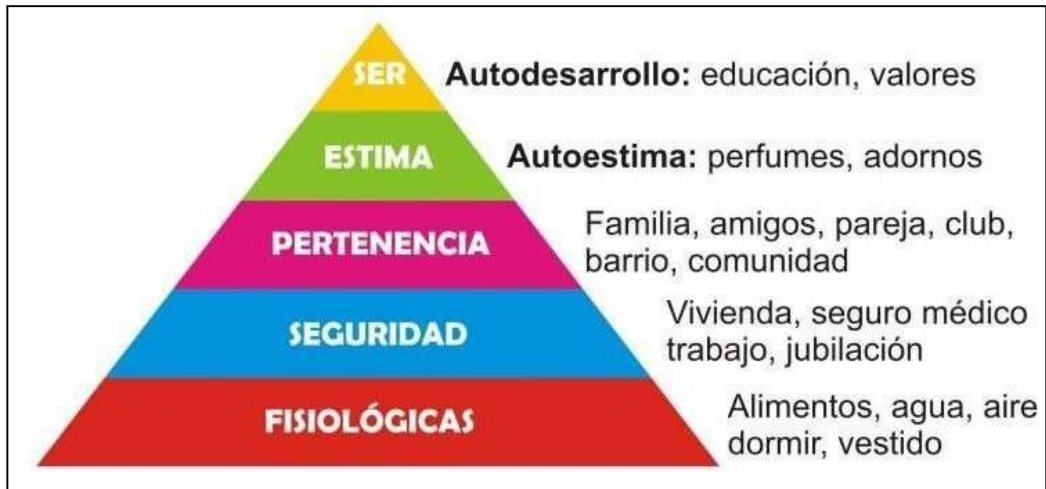 SER
Autodesarrollo: educación, valores
ESTIMA
Autoestima: perfumes, adornos
PERTENENCIA
Familia, amigos, pareja, club,
barrio, comunidad
SEGURIDAD
Vivienda, seguro médico
trabajo, jubilación
FISIOLÓGICAS
Alimentos, agua, aire
dormir, vestido